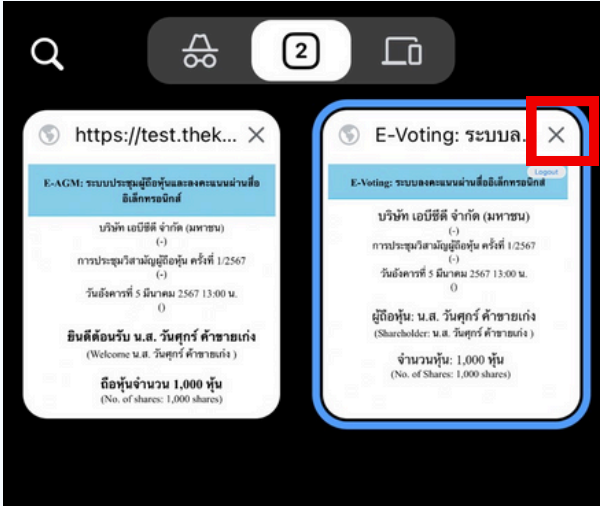 2
https://test.thek...
E-AGM: ระบบประชุมผู้ถือหุ้นและลงคะแนนผ่านสื่อ
อิเล็กทรอนิกส์
บริษัท เอบีซีดี จำกัด (มหาชน)
(-)
การประชุมวิสามัญผู้ถือหุ้น ครั้งที่ 1/2567
(-)
วันอังคารที่ 5 มีนาคม 2567 13:00 น.
()
ยินดีต้อนรับ น.ส. วันศุกร์ ค้าขายเก่ง
(Welcome น.ส. วันศุกร์ ค้าขายเก่ง )
ถือหุ้นจำนวน 1,000 หุ้น
(No. of shares: 1,000 shares)
E-Voting: ระบบล...
Logout
E-Voting: ระบบลงคะแนนผ่านสื่ออิเล็กทรอนิกส์
บริษัท เอบีซีดี จำกัด (มหาชน)
(-)
การประชุมวิสามัญผู้ถือหุ้น ครั้งที่ 1/2567
(-)
วันอังคารที่ 5 มีนาคม 2567 13:00 น.
()
ผู้ถือหุ้น: น.ส. วันศุกร์ ค้าขายเก่ง
(Shareholder: น.ส. วันศุกร์ ค้าขายเก่ง )
จำนวนหุ้น: 1,000 หุ้น
(No. of Shares: 1,000 shares)